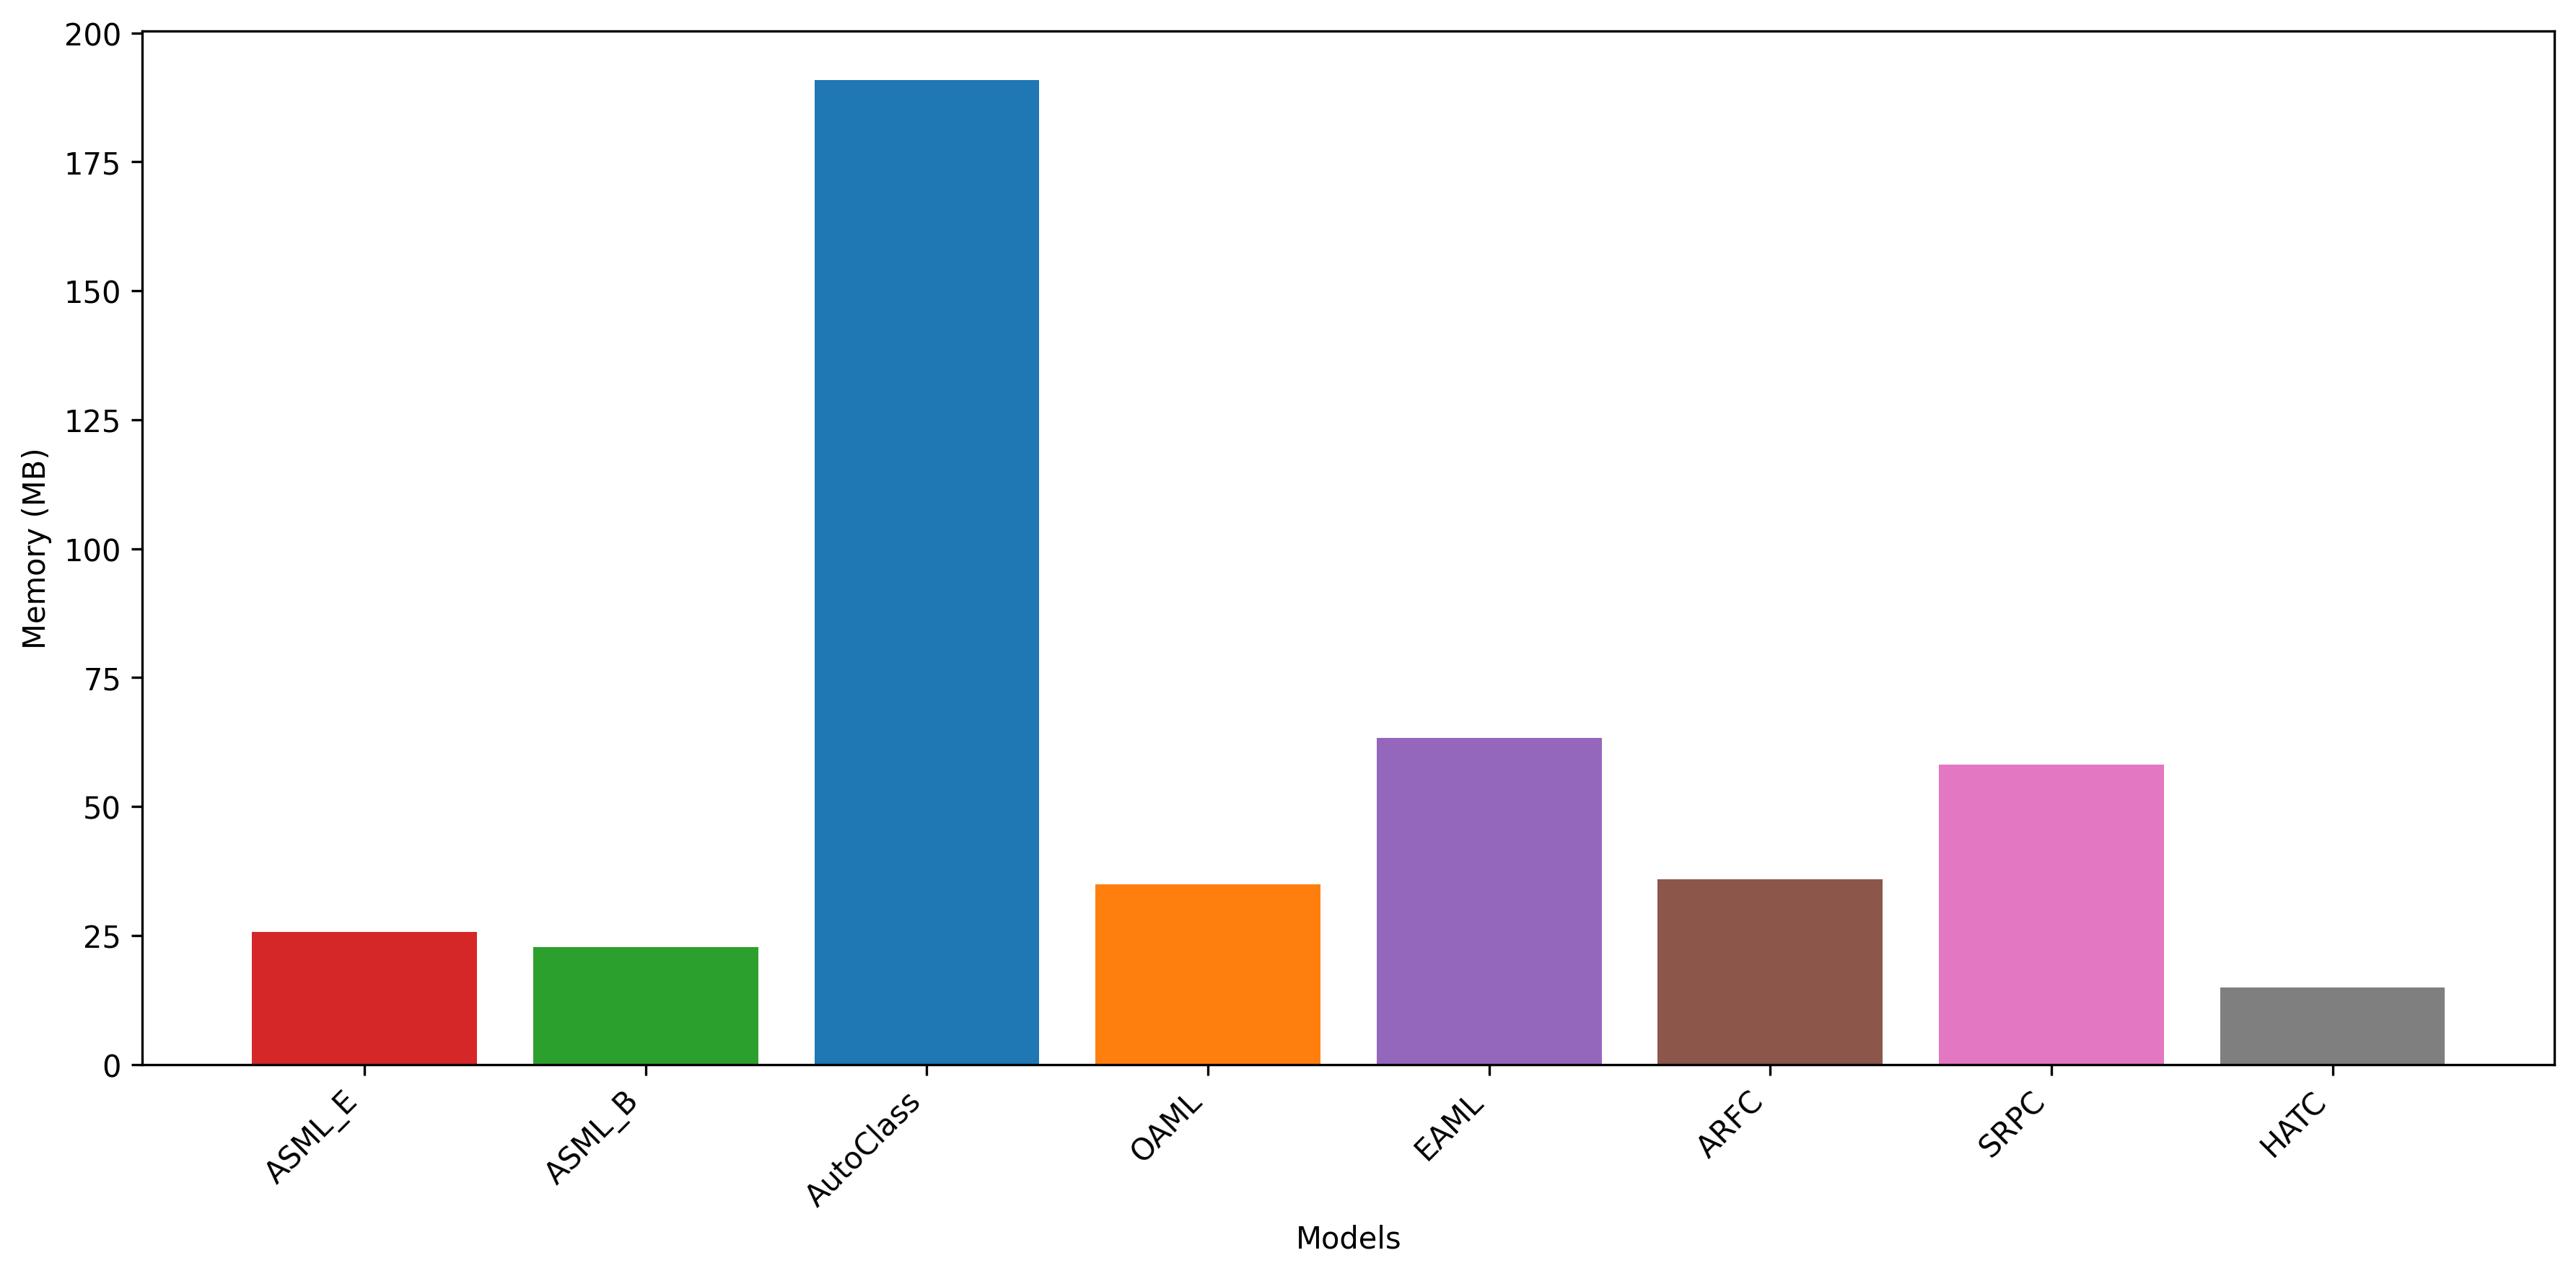 200
175
150
125
100
75
50
25
0
Memory (MB)
ASML_E
ASML_B
AutoClass
OAML
EAML
ARFC
SRPC
HATC
Models